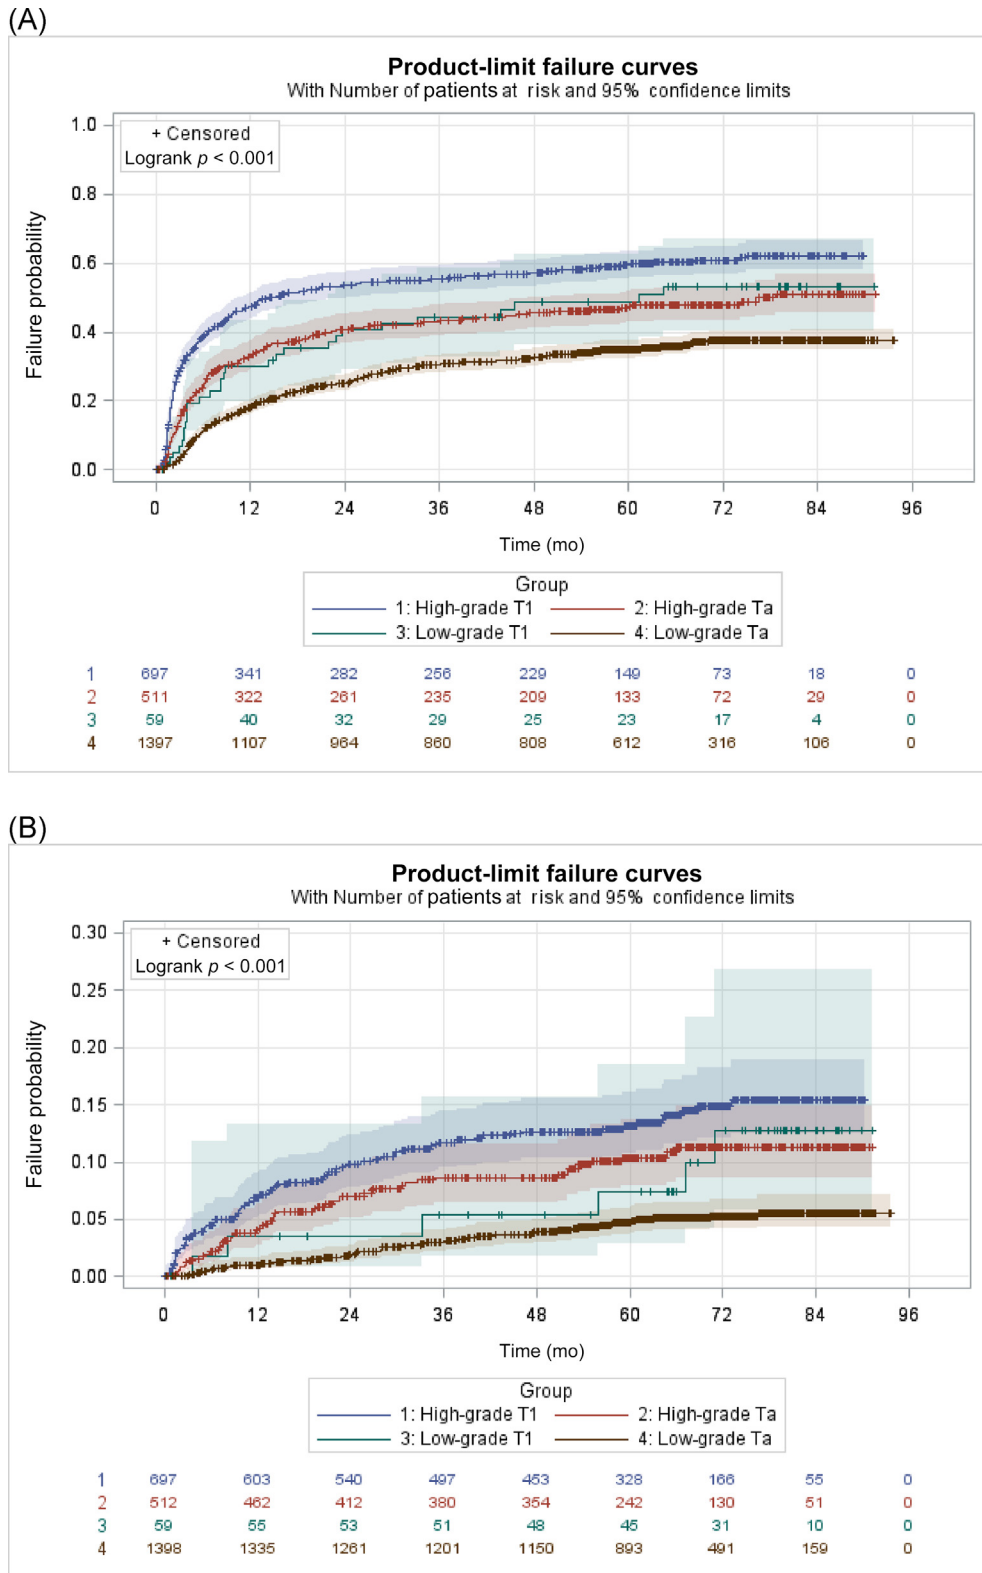 (A)
Product-limit failure curves
With Number of patients at risk and 95% confidence limits
+ Censored
Logrank p < 0.001
Failure probability
1.0
0.8
0.6
0.4
0.2
0.0
0 12 24 36 48 60 72 84 96
Time (mo)
Group
1: High-grade T1 2: High-grade Ta
3: Low-grade T1 4: Low-grade Ta
1 697 341 282 256 229 149 73 18 0
2 511 322 261 235 209 133 72 29 0
3 59 40 32 29 25 23 17 4 0
4 1397 1107 964 860 808 612 316 106 0
(B)
Product-limit failure curves
With Number of patients at risk and 95% confidence limits
+ Censored
Logrank p < 0.001
Failure probability
0.30
0.25
0.20
0.15
0.10
0.05
0.00
0 12 24 36 48 60 72 84 96
Time (mo)
Group
1: High-grade T1 2: High-grade Ta
3: Low-grade T1 4: Low-grade Ta
1 697 603 540 497 453 328 166 55 0
2 512 462 412 380 354 242 130 51 0
3 59 55 53 51 48 45 31 10 0
4 1398 1335 1261 1201 1150 893 491 159 0